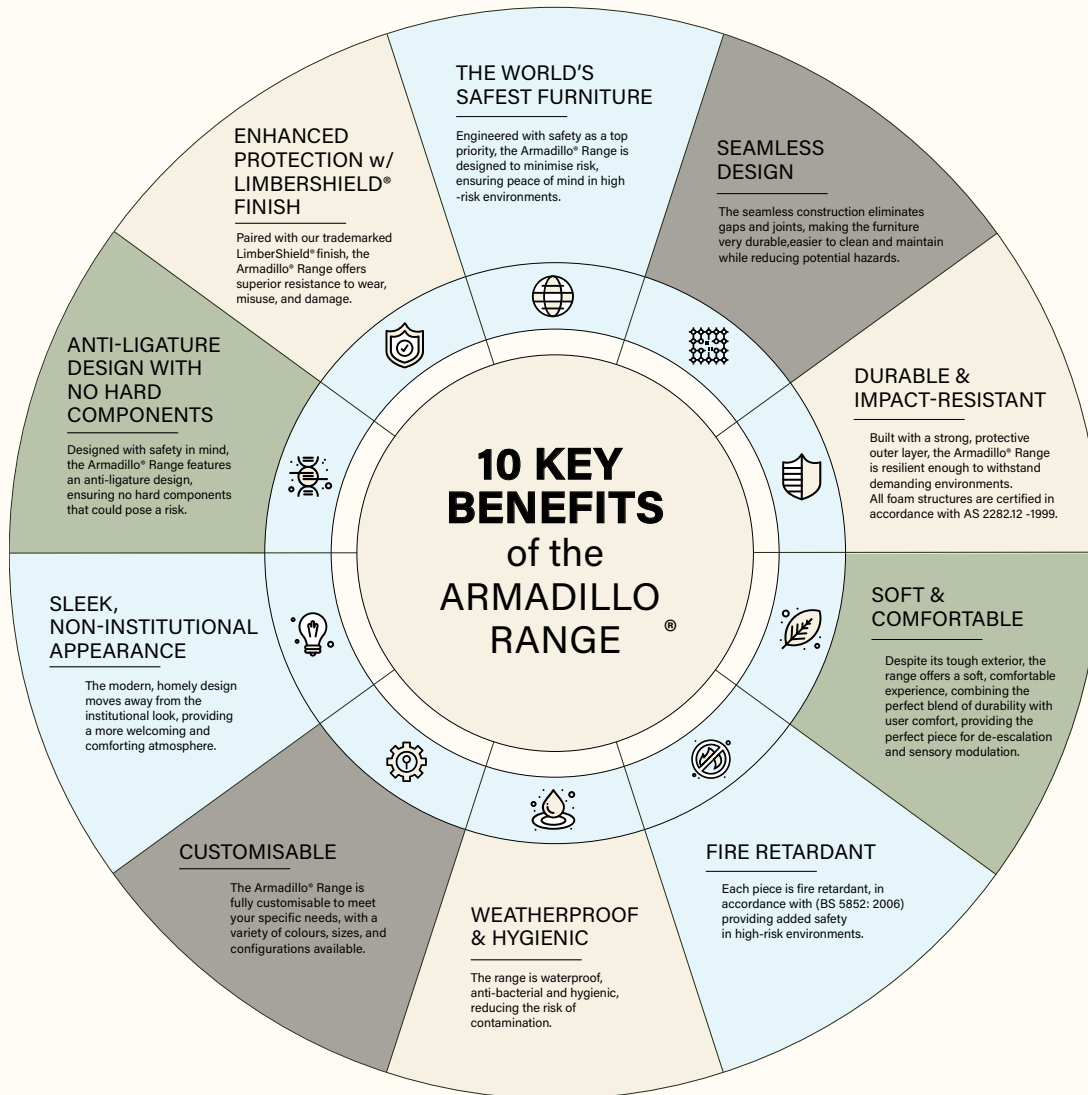 10 KEY
BENEFITS
of the
ARMADILLO
RANGE ®
THE WORLD'S
SAFEST FURNITURE
Engineered with safety as a top
priority, the Armadillo® Range is
designed to minimise risk,
ensuring peace of mind in high
-risk environments.
SEAMLESS
DESIGN
The seamless construction eliminates
gaps and joints, making the furniture
very durable,easier to clean and maintain
while reducing potential hazards.
DURABLE &
IMPACT-RESISTANT
Built with a strong, protective
outer layer, the Armadillo® Range
is resilient enough to withstand
demanding environments.
All foam structures are certified in
accordance with AS 2282.12 -1999.
SOFT &
COMFORTABLE
Despite its tough exterior, the
range offers a soft, comfortable
experience, combining the
perfect blend of durability with
user comfort, providing the
perfect piece for de-escalation
and sensory modulation.
FIRE RETARDANT
Each piece is fire retardant, in
accordance with (BS 5852: 2006)
providing added safety
in high-risk environments.
WEATHERPROOF
& HYGIENIC
The range is waterproof,
anti-bacterial and hygienic,
reducing the risk of
contamination.
CUSTOMISABLE
The Armadillo® Range is
fully customisable to meet
your specific needs, with a
variety of colours, sizes, and
configurations available.
SLEEK,
NON-INSTITUTIONAL
APPEARANCE
The modern, homely design
moves away from the
institutional look, providing
a more welcoming and
comforting atmosphere.
ANTI-LIGATURE
DESIGN WITH
NO HARD
COMPONENTS
Designed with safety in mind,
the Armadillo® Range features
an anti-ligature design,
ensuring no hard components
that could pose a risk.
ENHANCED
PROTECTION w/
LIMBERSHIELD®
FINISH
Paired with our trademarked
LimberShield® finish, the
Armadillo® Range offers
superior resistance to wear,
misuse, and damage.